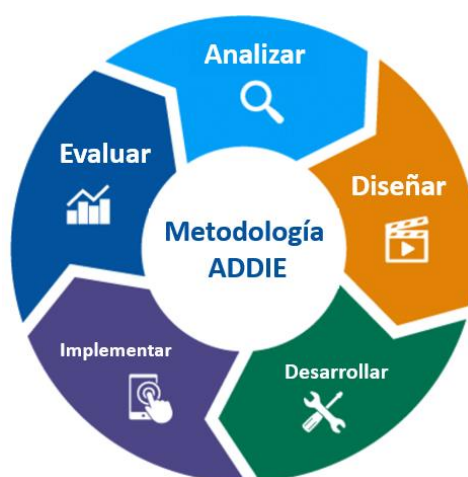 Analizar
Diseñar
Desarrollar
Implementar
Evaluar
Metodología
ADDIE